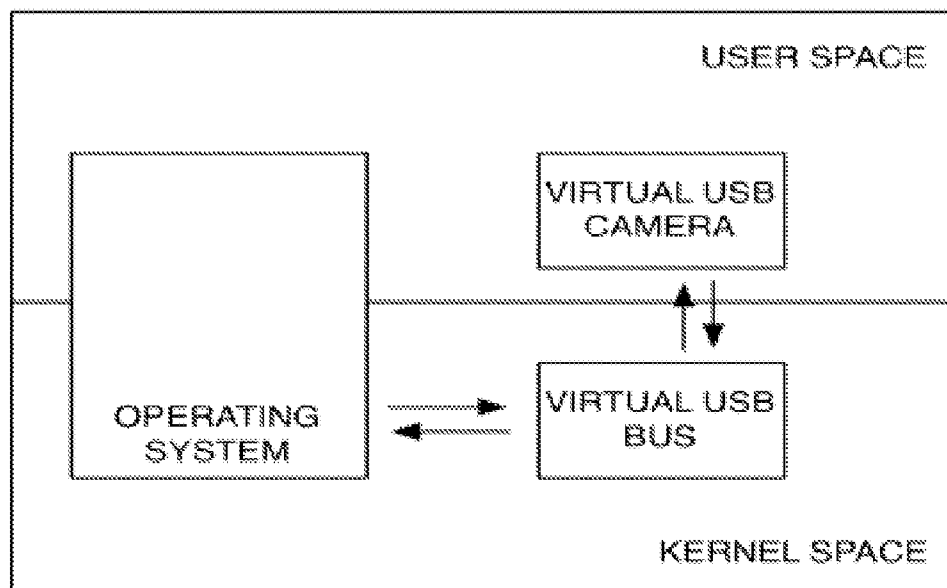 USER SPACE
VIRTUAL USB
CAMERA
OPERATING
SYSTEM
VIRTUAL USB
BUS
KERNEL SPACE